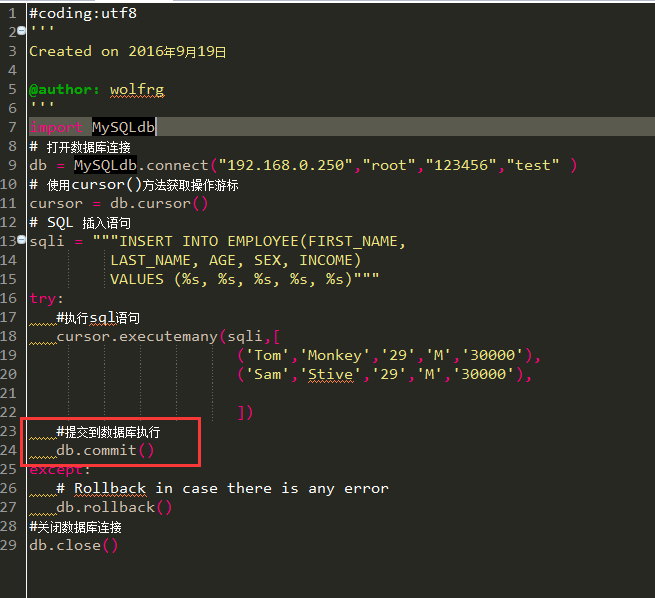 1 #coding:utf8
2 '''
3 Created on 2016年9月19日
4
5 @author: wolfrg
6 '''
7 import MySQLdb
8 # 打开数据库连接
9 db = MySQLdb.connect("192.168.0.250","root","123456","test" )
10 # 使用cursor()方法获取操作游标
11 cursor = db.cursor()
12 # SQL 插入语句
13 sqli = """INSERT INTO EMPLOYEE(FIRST_NAME,
14 LAST_NAME, AGE, SEX, INCOME)
15 VALUES (%s, %s, %s, %s, %s)"""
16 try:
17 #执行sql语句
18 cursor.executemany(sqli,[
19 ('Tom','Monkey','29','M','30000'),
20 ('Sam','Stive','29','M','30000'),
21
22 ])
23 #提交到数据库执行
24 db.commit()
25 except:
26 # Rollback in case there is any error
27 db.rollback()
28 #关闭数据库连接
29 db.close()